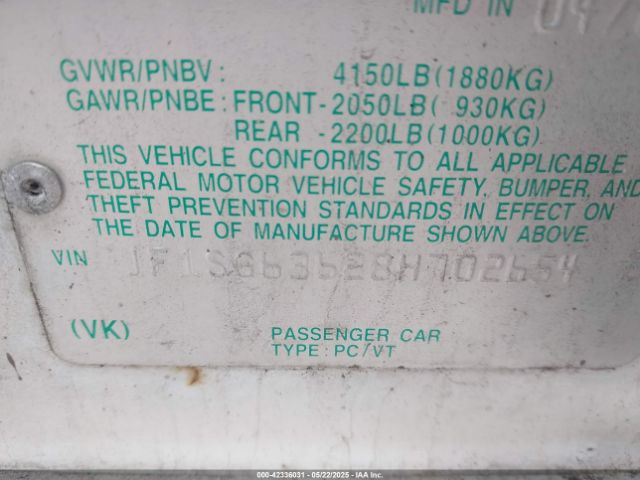 MFD IN 04/
GVWR/PNBV: 4150LB(1880KG)
GAWR/PNBE: FRONT-2050LB( 930KG)
REAR -2200LB(1000KG)
THIS VEHICLE CONFORMS TO ALL APPLICABLE
FEDERAL MOTOR VEHICLE SAFETY, BUMPER, AND
THEFT PREVENTION STANDARDS IN EFFECT ON
THE DATE OF MANUFACTURE SHOWN ABOVE.
VIN JF1SG63628H702654
(VK) PASSENGER CAR
TYPE: PC/VT
000-42336031 - 05/22/2025 - IAA Inc.